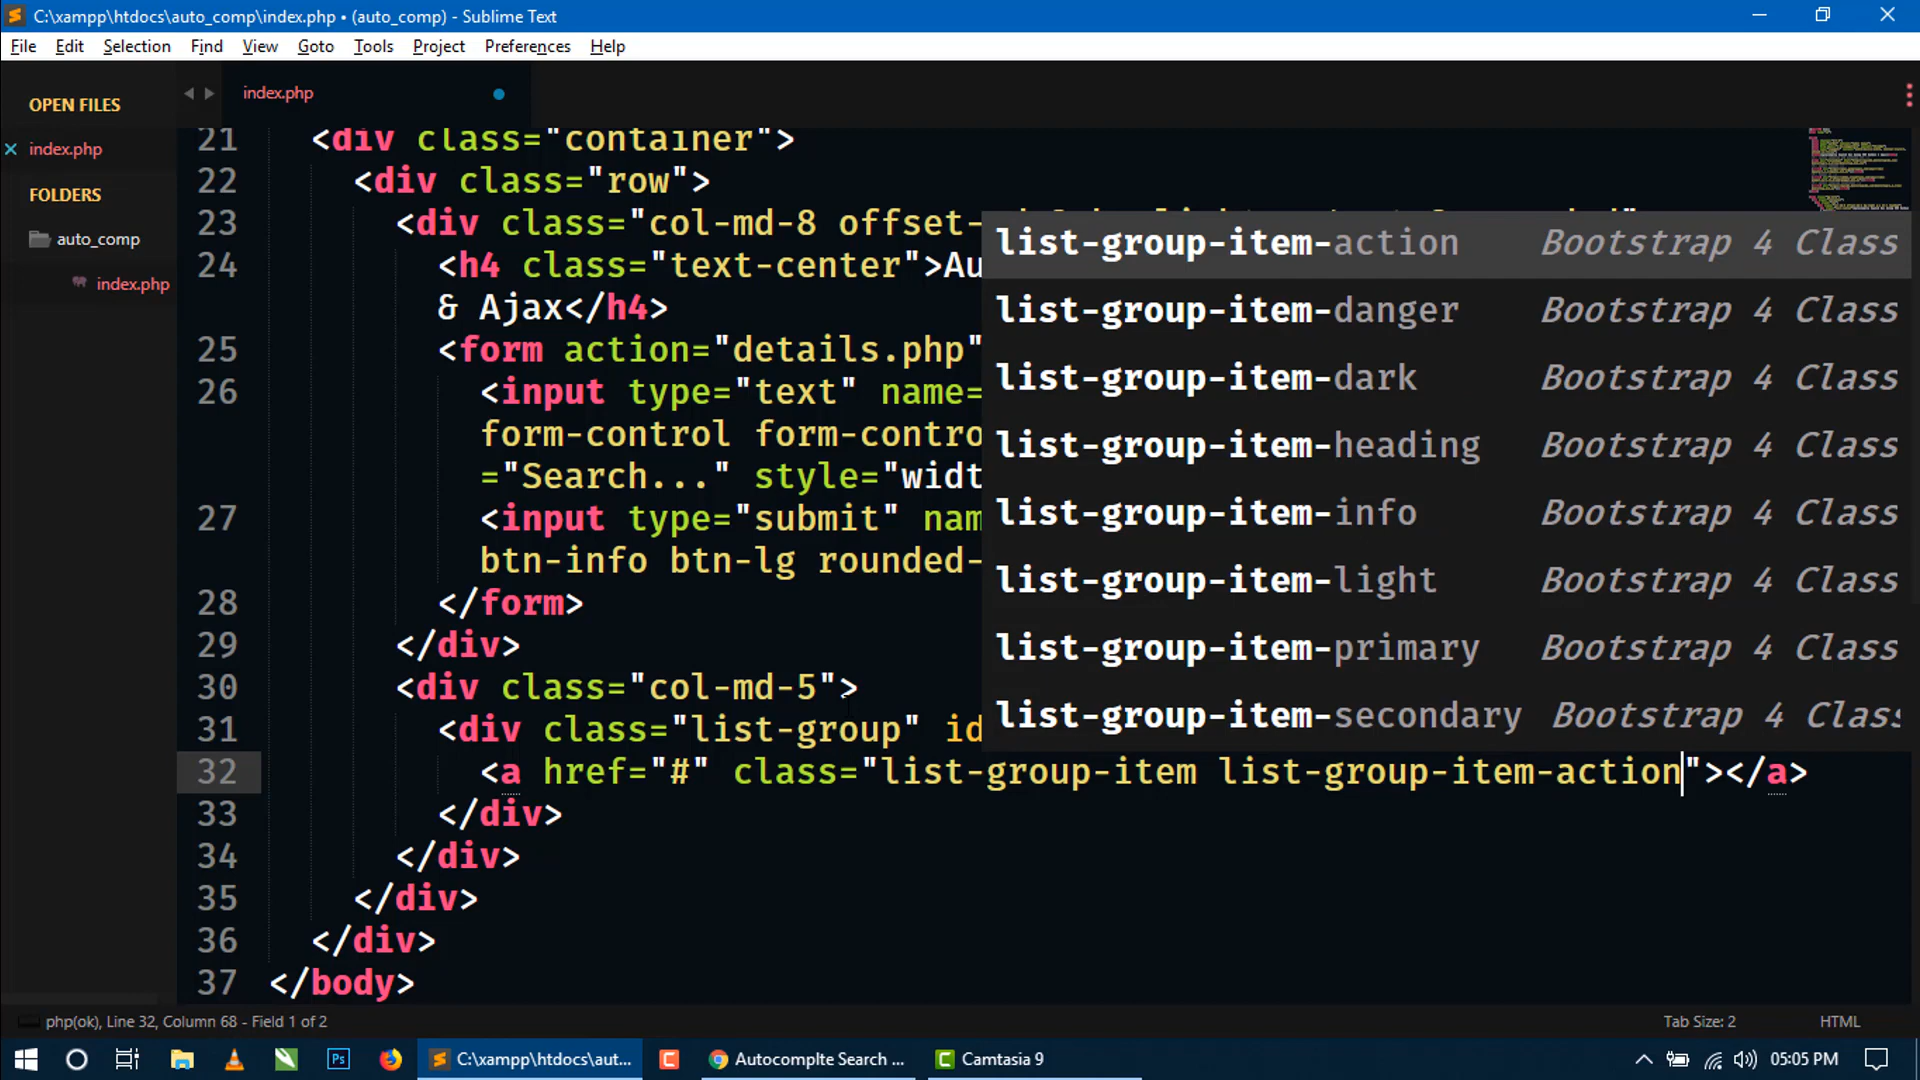 C:\xampp\htdocs\auto_comp\index.php • (auto_comp) - Sublime Text
File Edit Selection Find View Goto Tools Project Preferences Help
OPEN FILES
index.php
FOLDERS
auto_comp
index.php
index.php
21 <div class="container">
22 <div class="row">
23 <div class="col-md-8 offset-
24 <h4 class="text-center">Au
& Ajax</h4>
25 <form action="details.php"
26 <input type="text" name=
form-control form-contro
="Search..." style="widt
27 <input type="submit" nam
btn-info btn-lg rounded-
28 </form>
29 </div>
30 <div class="col-md-5">
31 <div class="list-group" id
32 <a href="#" class="list-group-item list-group-item-action"></a>
33 </div>
34 </div>
35 </div>
36 </div>
37 </body>
list-group-item-action Bootstrap 4 Class
list-group-item-danger Bootstrap 4 Class
list-group-item-dark Bootstrap 4 Class
list-group-item-heading Bootstrap 4 Class
list-group-item-info Bootstrap 4 Class
list-group-item-light Bootstrap 4 Class
list-group-item-primary Bootstrap 4 Class
list-group-item-secondary Bootstrap 4 Class
php(ok), Line 32, Column 68 - Field 1 of 2
Tab Size: 2
HTML
Ps
C:\xampp\htdocs\aut...
C
Autocomplte Search ...
C
Camtasia 9
05:05 PM